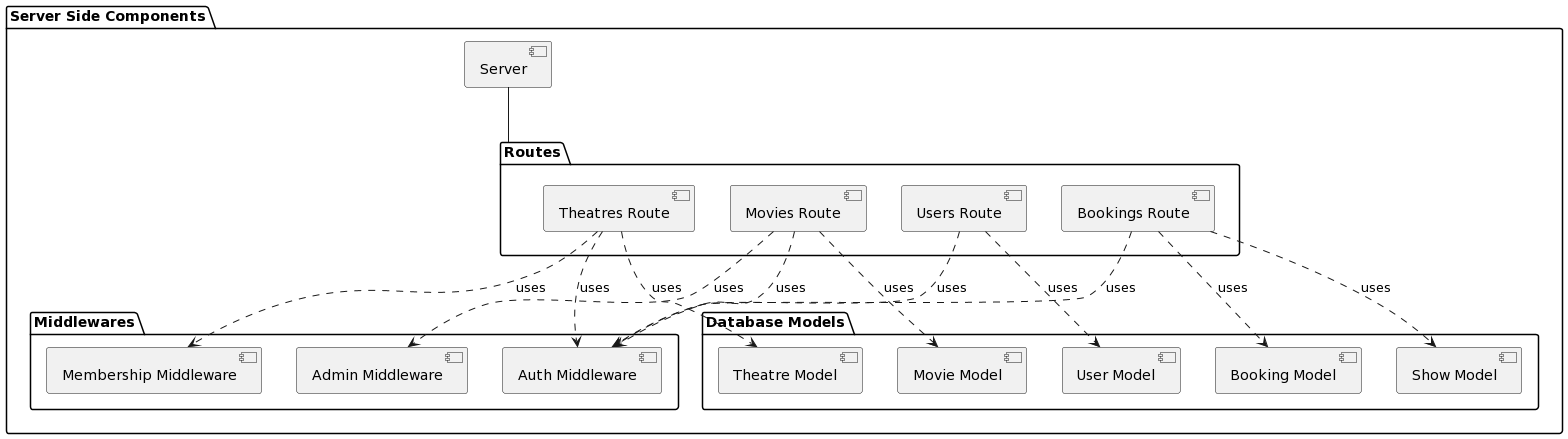 Server Side Components
Server
Routes
Theatres Route
Movies Route
Users Route
Bookings Route
uses
uses
uses
uses
uses
uses
uses
uses
uses
uses
uses
Middlewares
Database Models
Membership Middleware
Admin Middleware
Auth Middleware
Theatre Model
Movie Model
User Model
Booking Model
Show Model